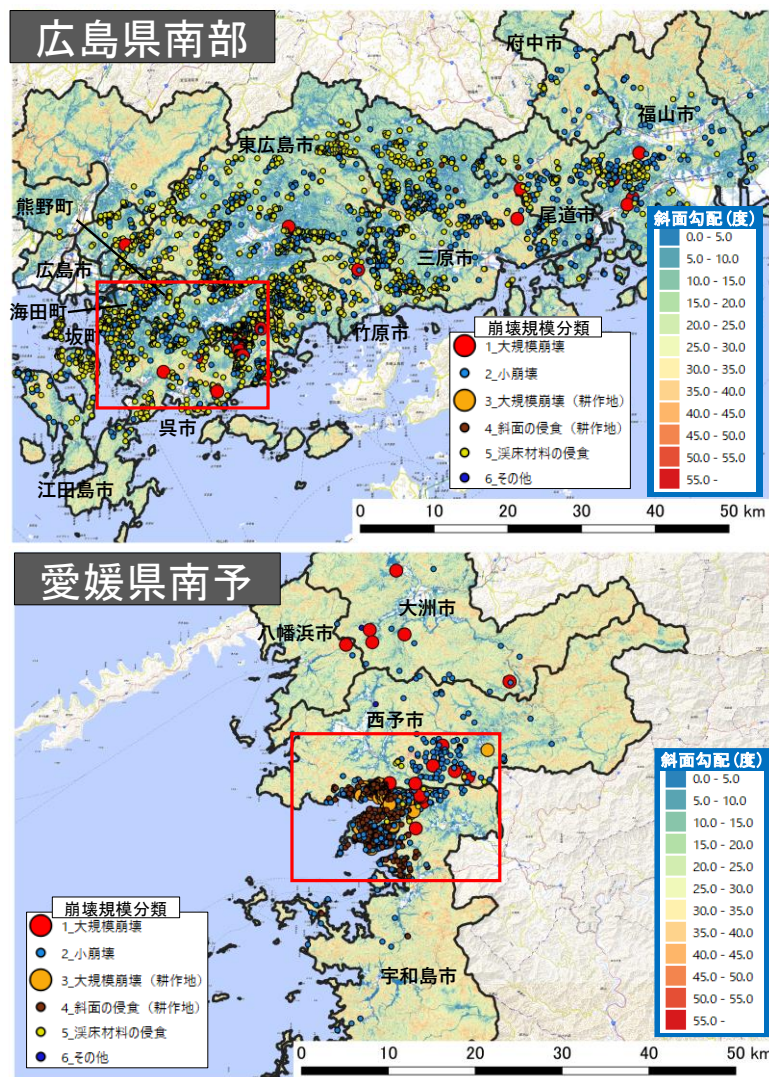 広島県南部
府中市
福山市
東広島市
熊野町
尾道市
斜面勾配(度)
0.0 - 5.0
5.0 - 10.0
10.0 - 15.0
15.0 - 20.0
20.0 - 25.0
25.0 - 30.0
30.0 - 35.0
35.0 - 40.0
40.0 - 45.0
45.0 - 50.0
50.0 - 55.0
55.0 -
三原市
広島市
海田町
坂町
竹原市
崩壊規模分類
1_大規模崩壊
2_小崩壊
3_大規模崩壊（耕作地）
4_斜面の侵食（耕作地）
5_渓床材料の侵食
6_その他
呉市
江田島市
0 10 20 30 40 50 km
愛媛県南予
大洲市
八幡浜市
西予市
斜面勾配(度)
0.0 - 5.0
5.0 - 10.0
10.0 - 15.0
15.0 - 20.0
20.0 - 25.0
25.0 - 30.0
30.0 - 35.0
35.0 - 40.0
40.0 - 45.0
45.0 - 50.0
50.0 - 55.0
55.0 -
崩壊規模分類
1_大規模崩壊
2_小崩壊
3_大規模崩壊（耕作地）
4_斜面の侵食（耕作地）
5_渓床材料の侵食
6_その他
宇和島市
0 10 20 30 40 50 km